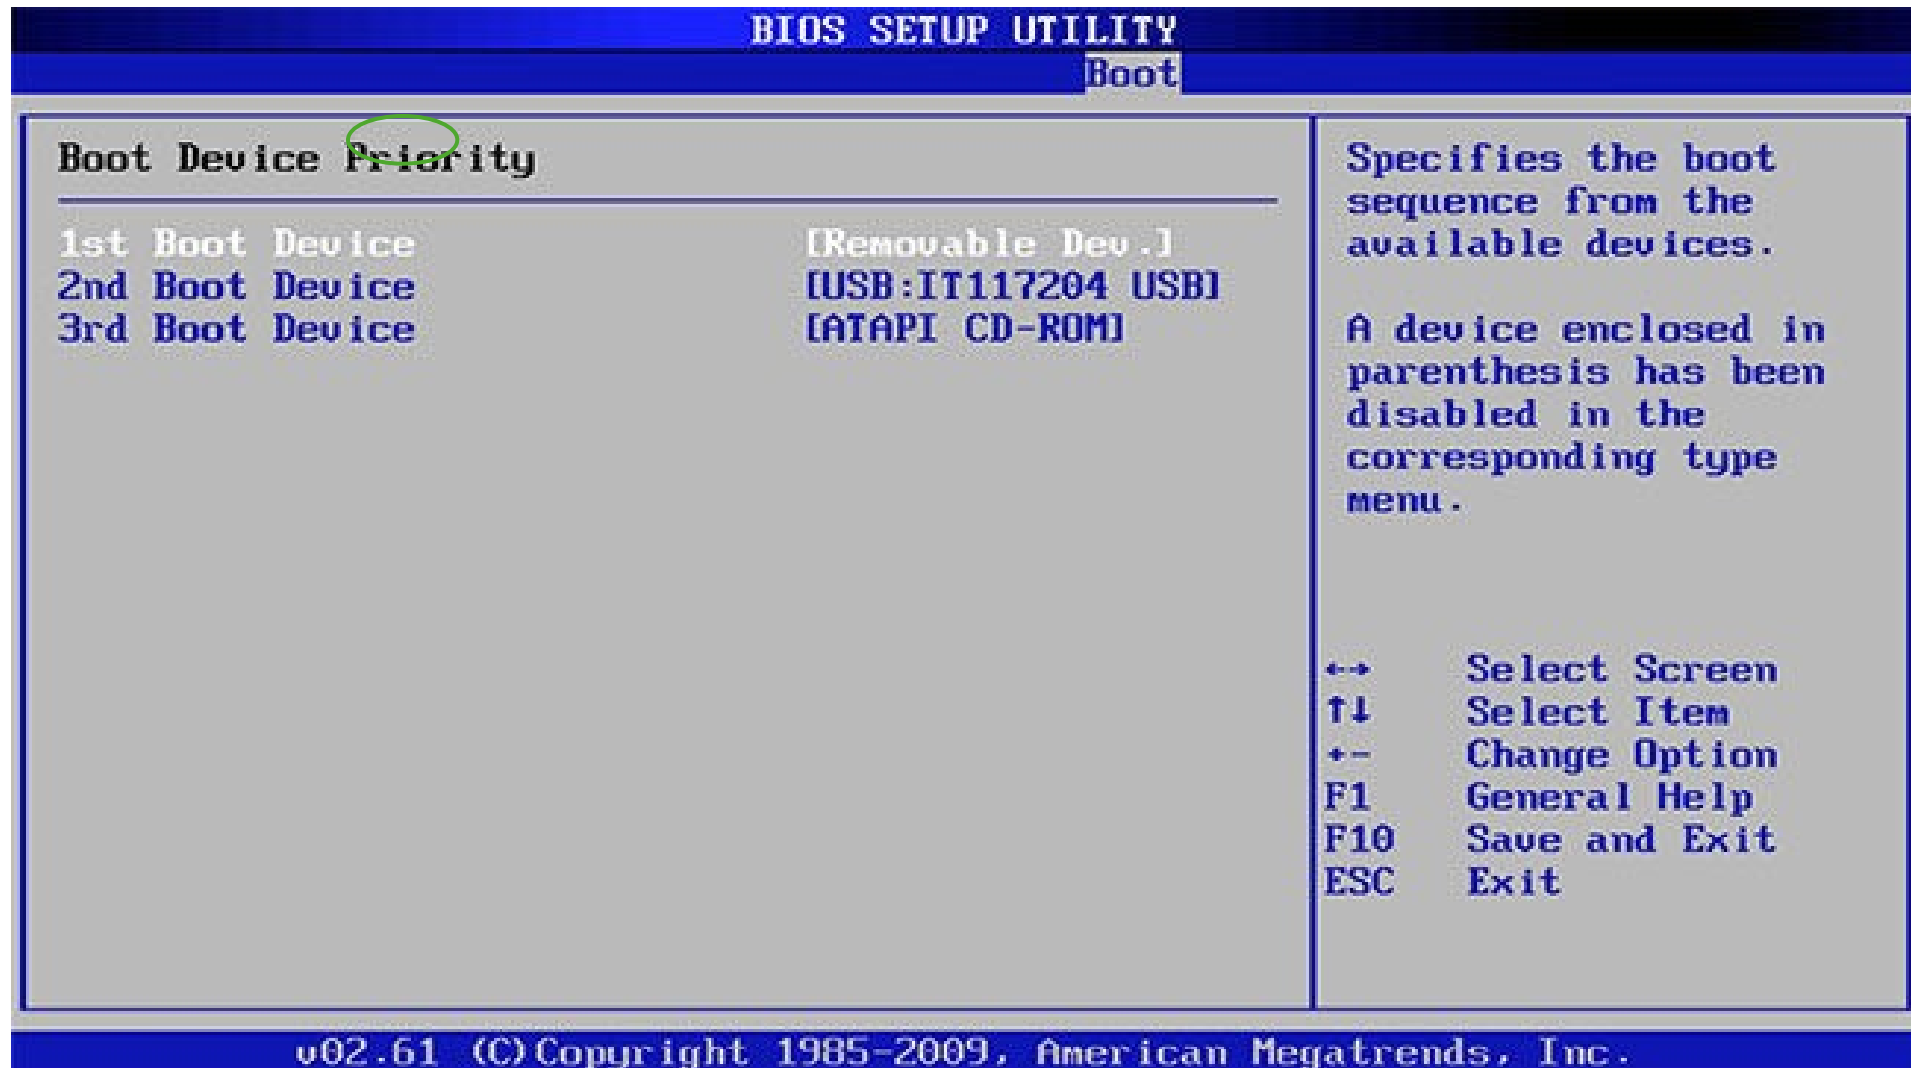 BIOS SETUP UTILITY
Boot
Boot Device Priority
1st Boot Device [Removable Dev.]
2nd Boot Device [USB:IT117204 USB]
3rd Boot Device [ATAPI CD-ROM]
Specifies the boot
sequence from the
available devices.
A device enclosed in
parenthesis has been
disabled in the
corresponding type
menu.
←→ Select Screen
↑↓ Select Item
+- Change Option
F1 General Help
F10 Save and Exit
ESC Exit
v02.61 (C)Copyright 1985-2009, American Megatrends, Inc.